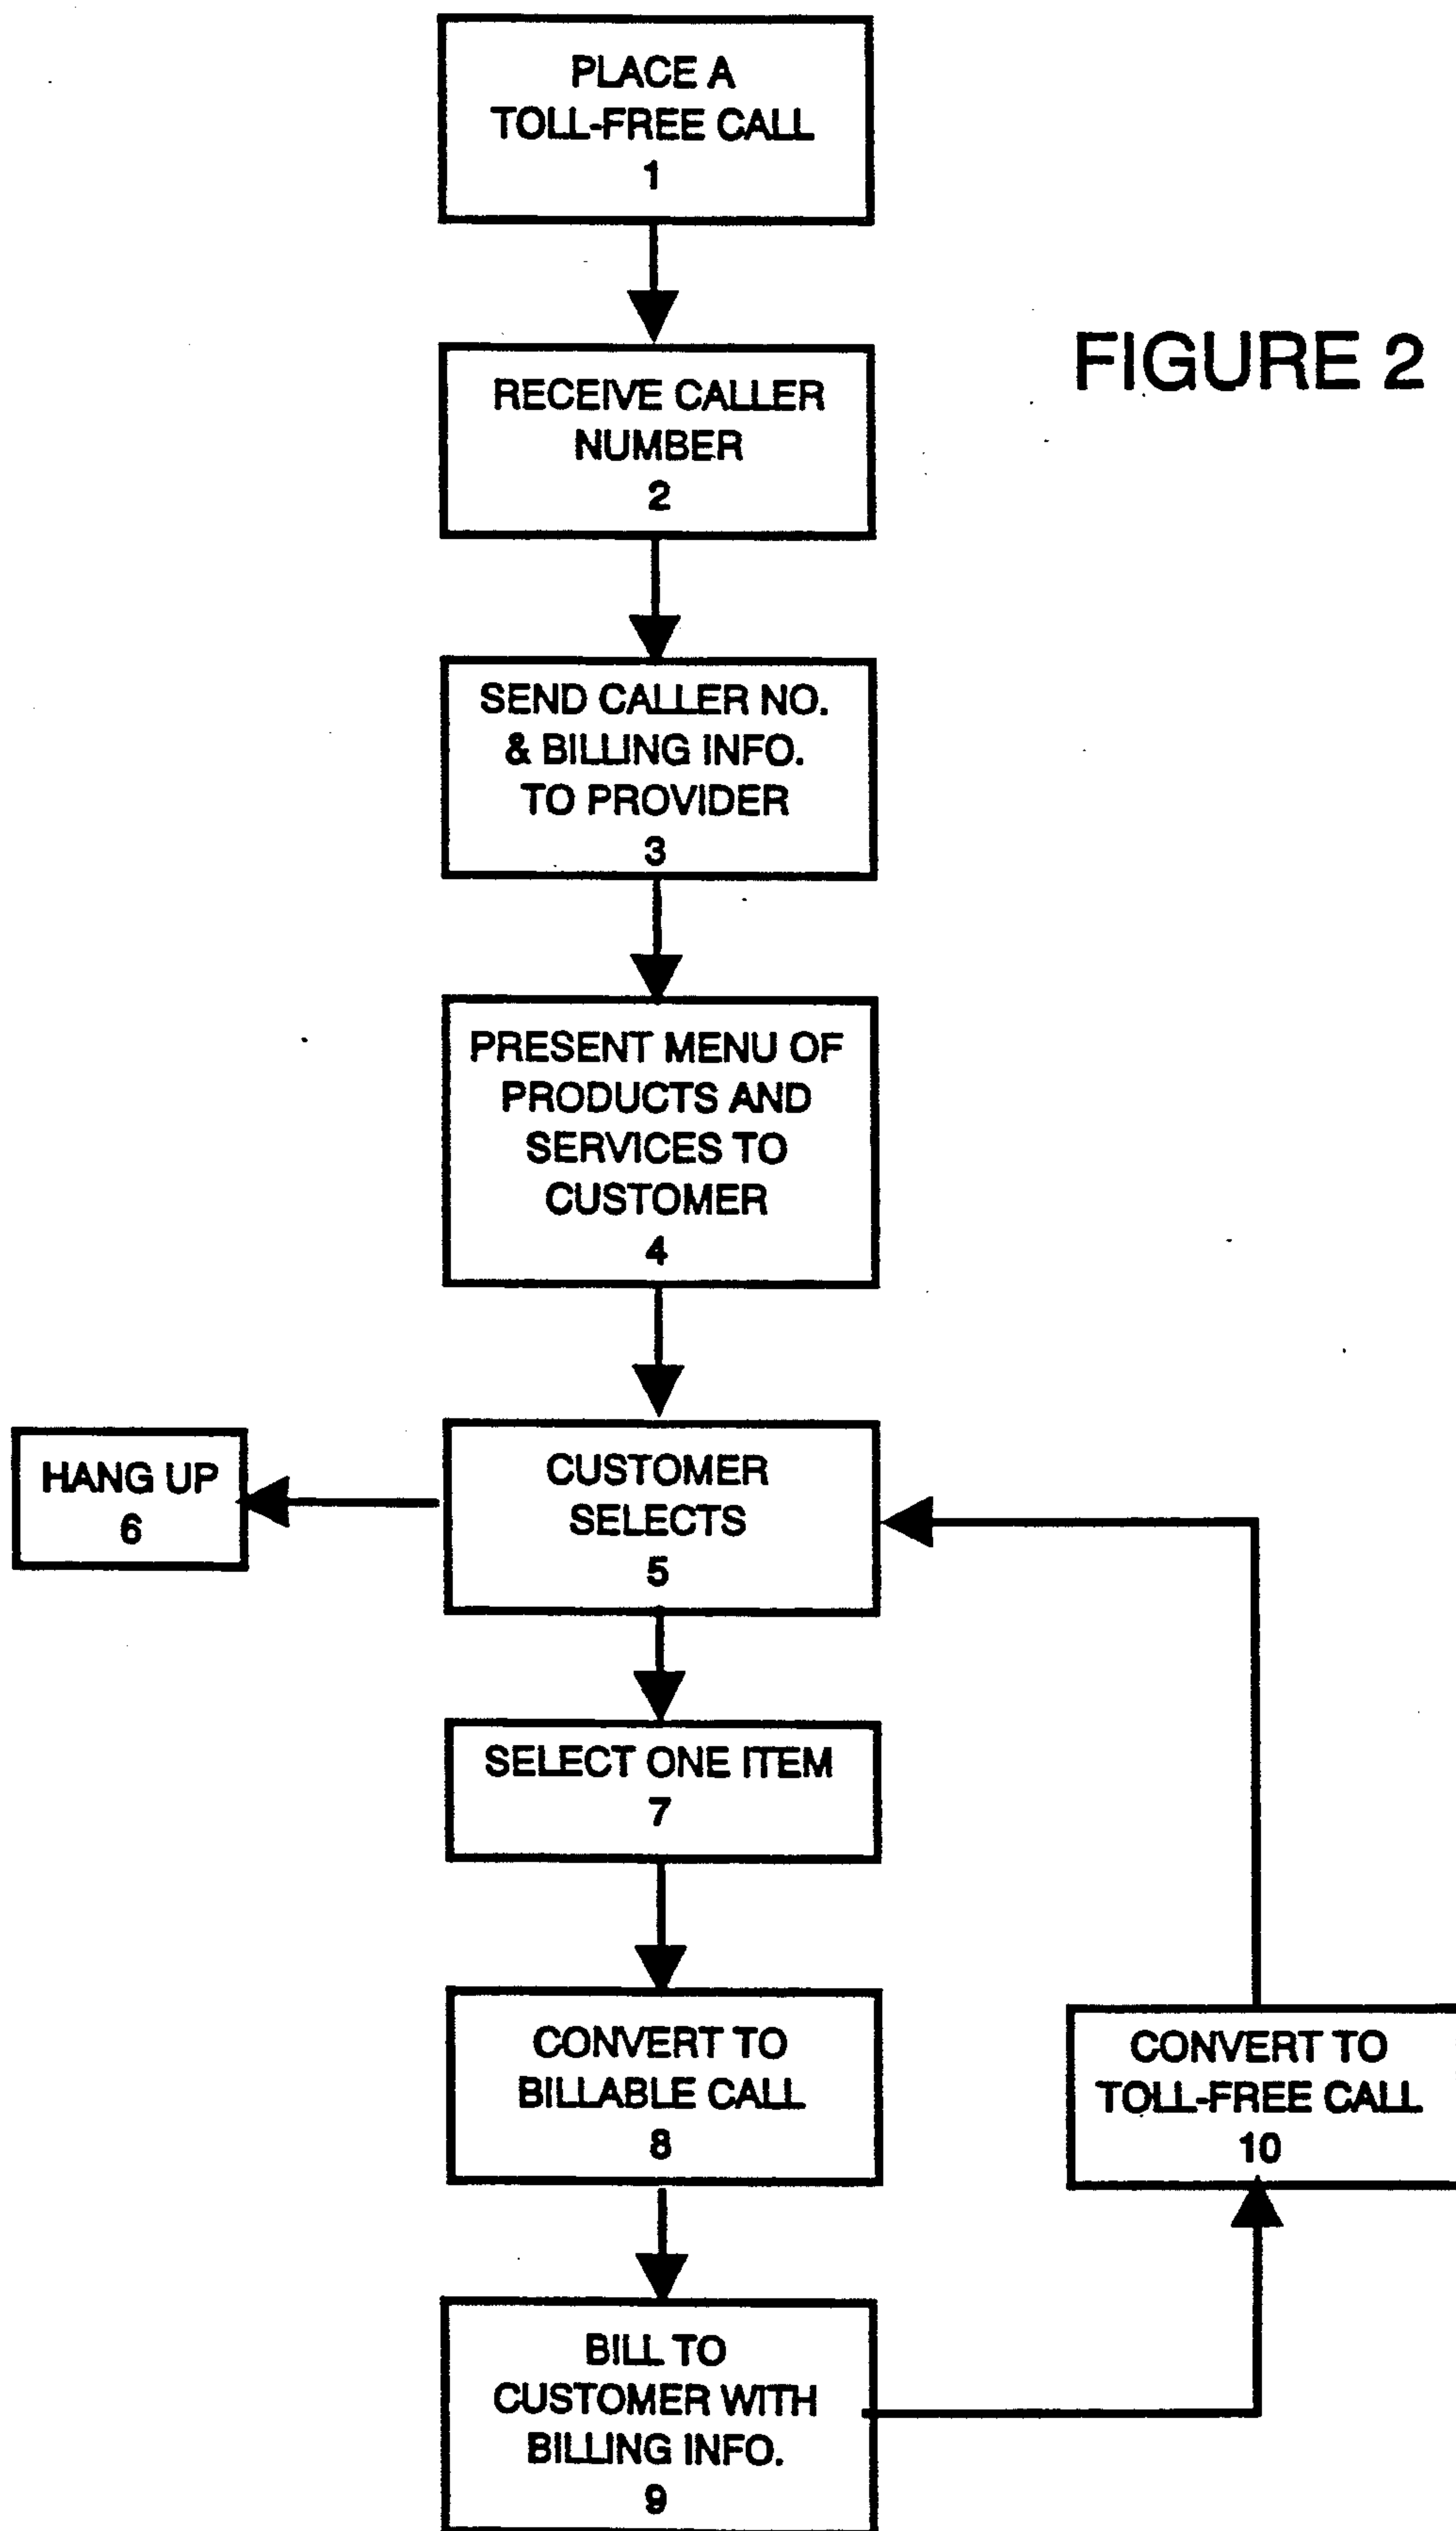 PLACE A
TOLL-FREE CALL
1
FIGURE 2
RECEIVE CALLER
NUMBER
2
SEND CALLER NO.
& BILLING INFO.
TO PROVIDER
3
PRESENT MENU OF
PRODUCTS AND
SERVICES TO
CUSTOMER
4
CUSTOMER
SELECTS
5
HANG UP
6
SELECT ONE ITEM
7
CONVERT TO
BILLABLE CALL
8
CONVERT TO
TOLL-FREE CALL
10
BILL TO
CUSTOMER WITH
BILLING INFO.
9